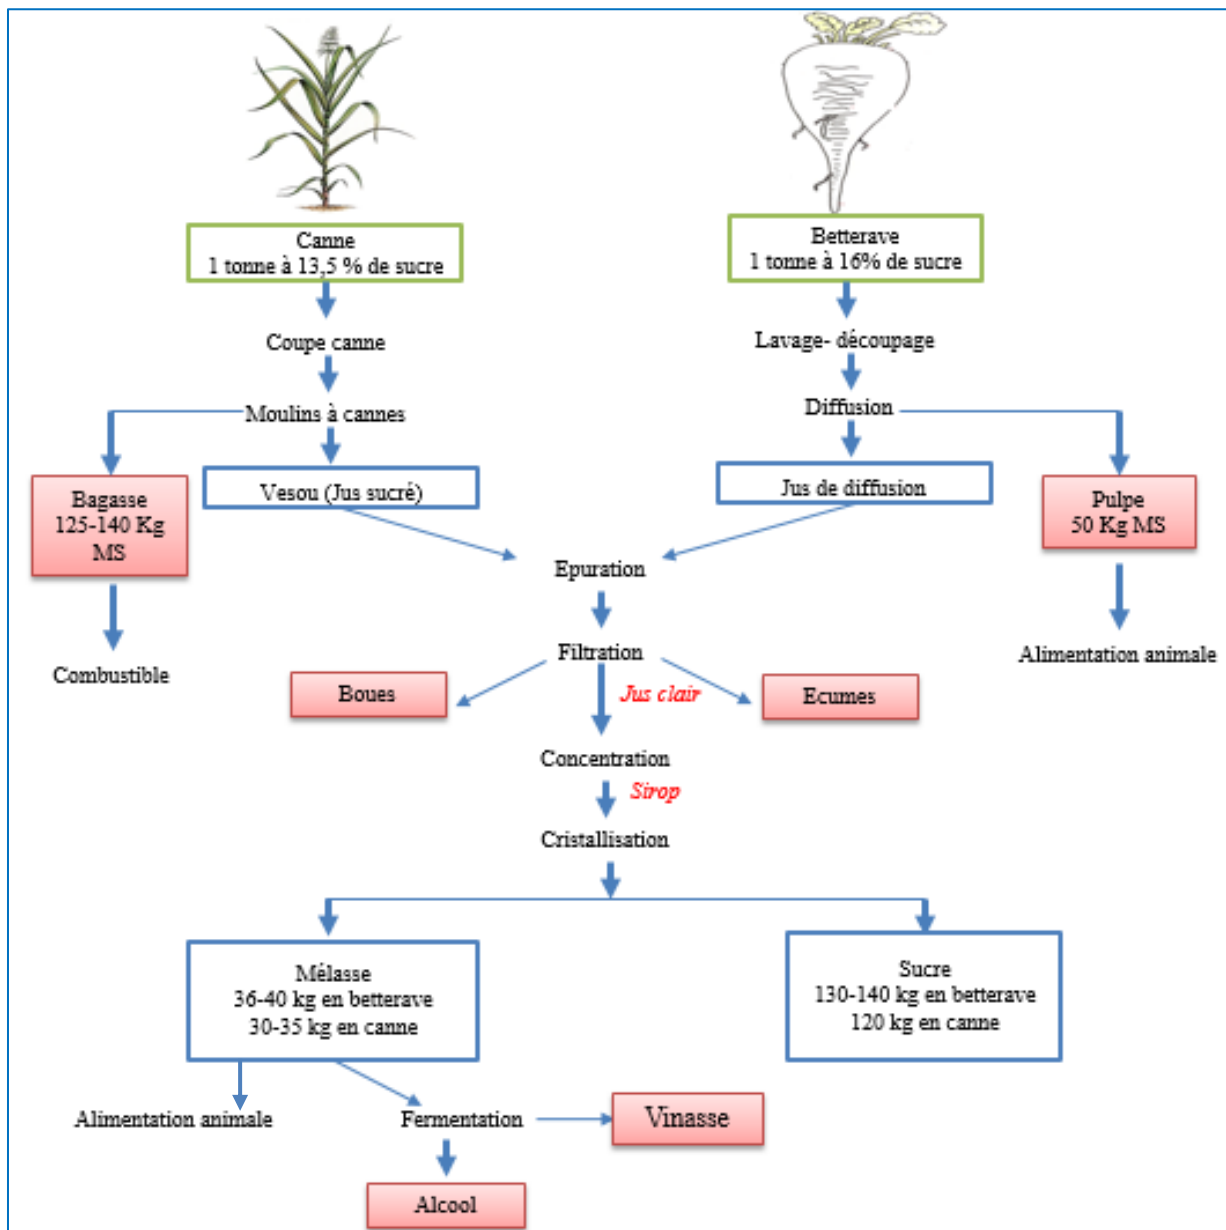 Canne
1 tonne à 13,5 % de sucre
Betterave
1 tonne à 16% de sucre
Coupe canne
Lavage- découpage
Moulins à cannes
Diffusion
Bagasse
125-140 Kg
MS
Vesou (Jus sucré)
Jus de diffusion
Pulpe
50 Kg MS
Epuration
Combustible
Filtration
Alimentation animale
Boues
Jus clair
Ecumes
Concentration
Sirop
Cristallisation
Mélasse
36-40 kg en betterave
30-35 kg en canne
Sucre
130-140 kg en betterave
120 kg en canne
Alimentation animale
Fermentation
Vinasse
Alcool